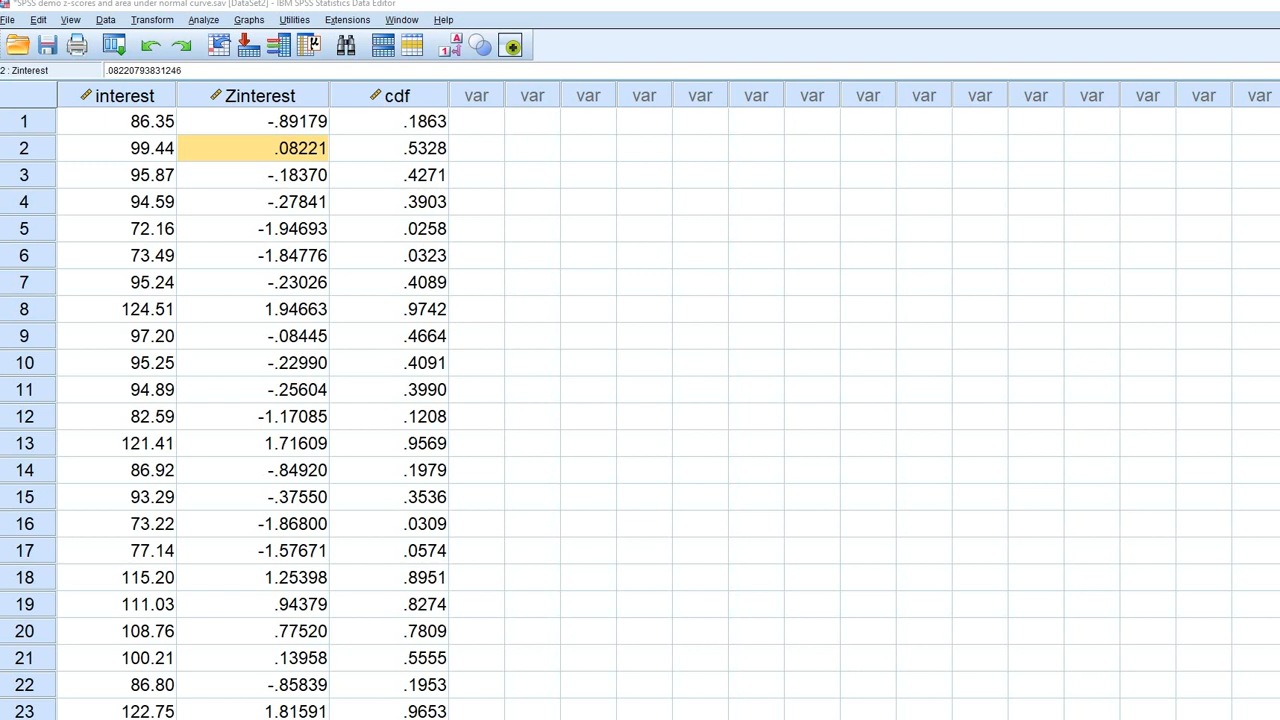 *SPSS demo z-scores and area under normal curve.sav [DataSet2] - IBM SPSS Statistics Data Editor
File Edit View Data Transform Analyze Graphs Utilities Extensions Window Help
2 : Zinterest .08220793831246
interest Zinterest cdf var var var var var var var var var var var var var var var
1 86.35 -.89179 .1863
2 99.44 .08221 .5328
3 95.87 -.18370 .4271
4 94.59 -.27841 .3903
5 72.16 -1.94693 .0258
6 73.49 -1.84776 .0323
7 95.24 -.23026 .4089
8 124.51 1.94663 .9742
9 97.20 -.08445 .4664
10 95.25 -.22990 .4091
11 94.89 -.25604 .3990
12 82.59 -1.17085 .1208
13 121.41 1.71609 .9569
14 86.92 -.84920 .1979
15 93.29 -.37550 .3536
16 73.22 -1.86800 .0309
17 77.14 -1.57671 .0574
18 115.20 1.25398 .8951
19 111.03 .94379 .8274
20 108.76 .77520 .7809
21 100.21 .13958 .5555
22 86.80 -.85839 .1953
23 122.75 1.81591 .9653